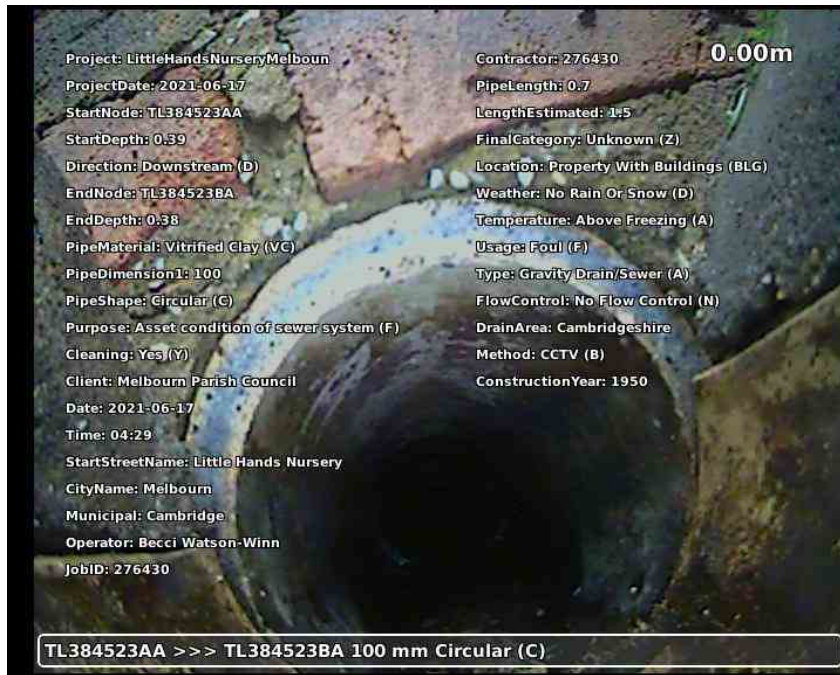 Project: LittleHandsNurseryMelboun
ProjectDate: 2021-06-17
StartNode: TL384523AA
StartDepth: 0.39
Direction: Downstream (D)
EndNode: TL384523BA
EndDepth: 0.38
PipeMaterial: Vitrified Clay (VC)
PipeDimension1: 100
PipeShape: Circular (C)
Purpose: Asset condition of sewer system (F)
Cleaning: Yes (Y)
Client: Melbourn Parish Council
Date: 2021-06-17
Time: 04:29
StartStreetName: Little Hands Nursery
CityName: Melbourn
Municipal: Cambridge
Operator: Becci Watson-Winn
JobID: 276430
Contractor: 276430
PipeLength: 0.7
LengthEstimated: 1.5
FinalCategory: Unknown (Z)
Location: Property With Buildings (BLG)
Weather: No Rain Or Snow (D)
Temperature: Above Freezing (A)
Usage: Foul (F)
Type: Gravity Drain/Sewer (A)
FlowControl: No Flow Control (N)
DrainArea: Cambridgeshire
Method: CCTV (B)
ConstructionYear: 1950
0.00m
TL384523AA >>> TL384523BA 100 mm Circular (C)